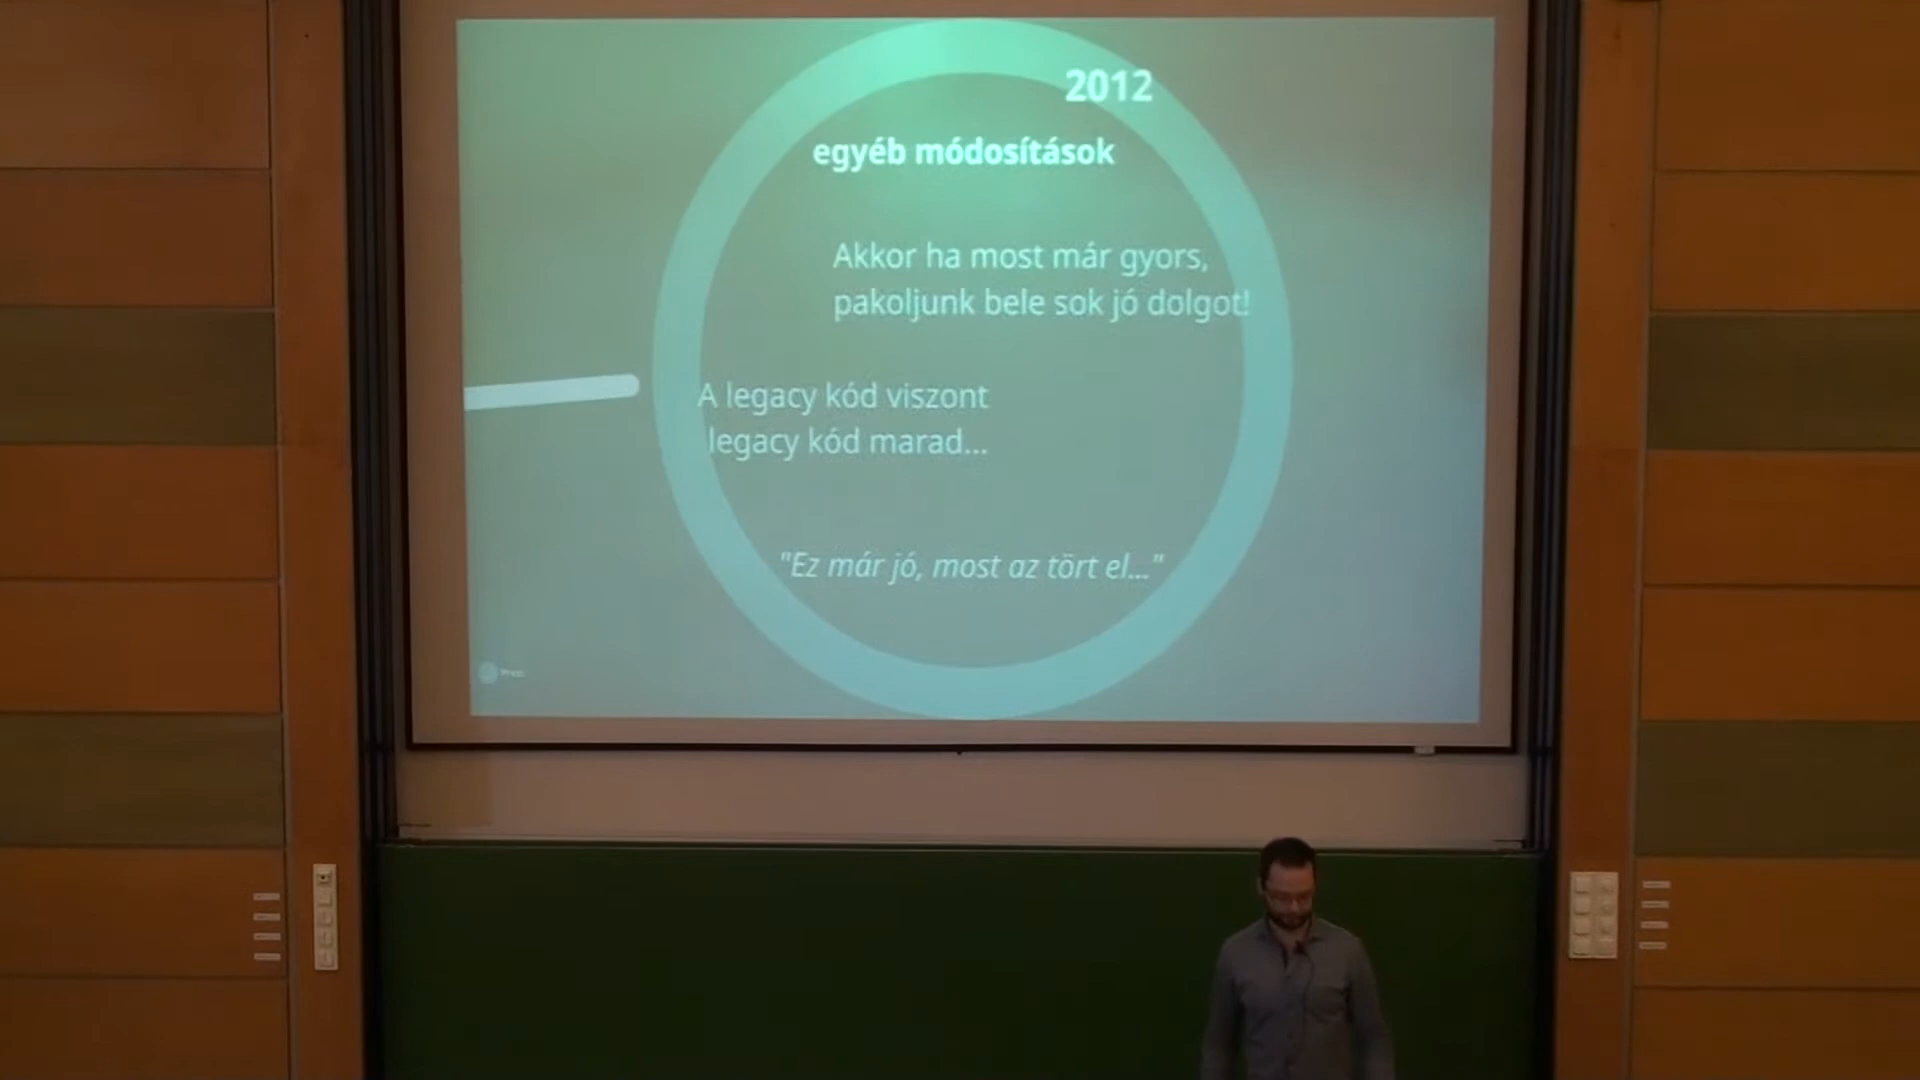 2012
egyéb módosítások
Akkor ha most már gyors,
pakoljunk bele sok jó dolgot!
A legacy kód viszont
legacy kód marad...
"Ez már jó, most az tört el..."
Prezi